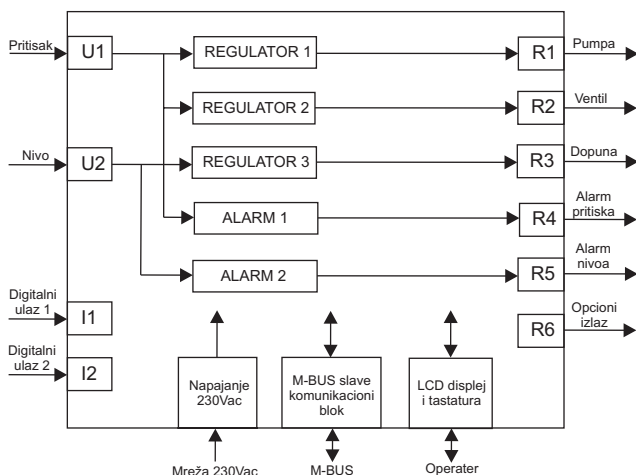 Pritisak
U1
REGULATOR 1
R1
Pumpa
REGULATOR 2
R2
Ventil
Nivo
U2
REGULATOR 3
R3
Dopuna
ALARM 1
R4
Alarm
pritiska
ALARM 2
R5
Alarm
nivoa
Digitalni
ulaz 1
I1
R6
Opcioni
izlaz
Digitalni
ulaz 2
I2
Napajanje
230Vac
M-BUS slave
komunikacioni
blok
LCD displej
i tastatura
Mreža 230Vac
M-BUS
Operater